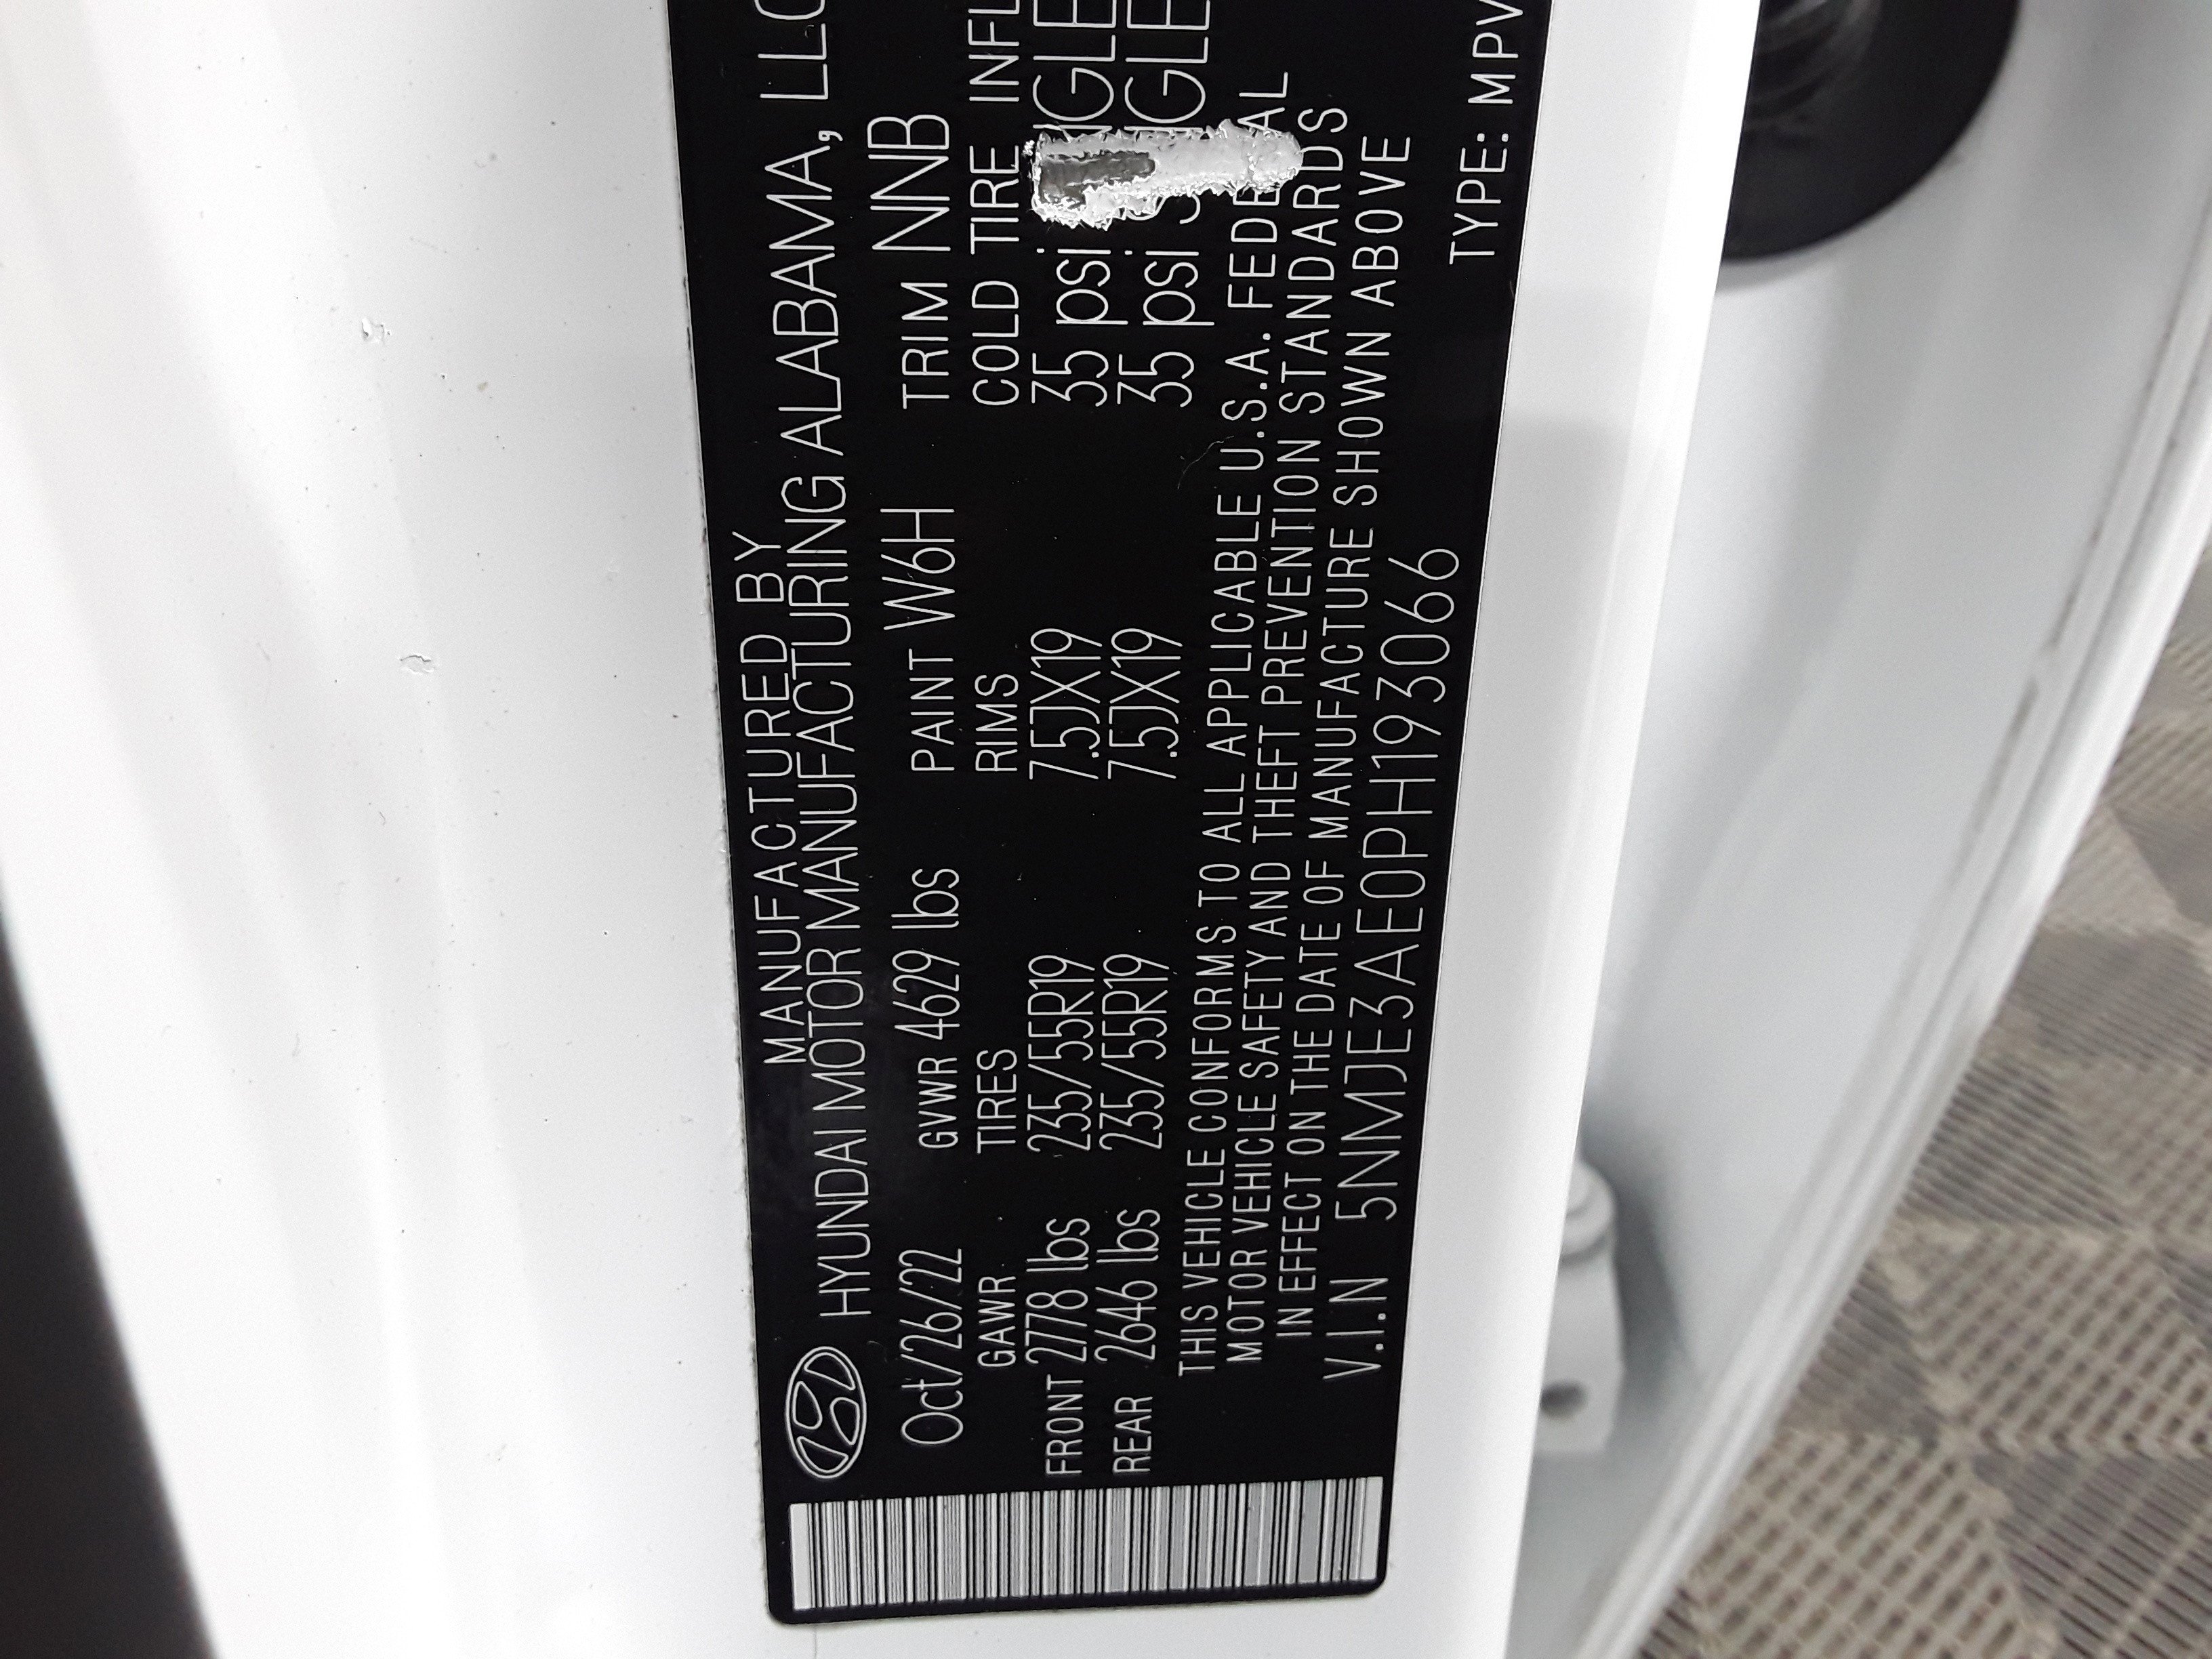 MANUFACTURED BY
HYUNDAI MOTOR MANUFACTURING ALABAMA, LLC
Oct/26/22 GVWR 4629 lbs PAINT W6H TRIM NNB
GAWR TIRES RIMS COLD TIRE INFL
FRONT 2778 lbs 235/55R19 7.5JX19 35 psi
REAR 2646 lbs 235/55R19 7.5JX19 35 psi
THIS VEHICLE CONFORMS TO ALL APPLICABLE U.S.A. FEDERAL
MOTOR VEHICLE SAFETY AND THEFT PREVENTION STANDARDS
IN EFFECT ON THE DATE OF MANUFACTURE SHOWN ABOVE
V.I.N 5NMJE3AE0PH193066 TYPE: MPV